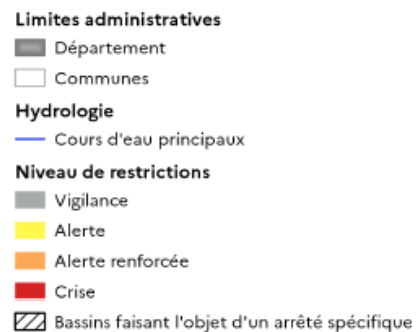 Limites administratives
Département
Communes
Hydrologie
Cours d'eau principaux
Niveau de restrictions
Vigilance
Alerte
Alerte renforcée
Crise
Bassins faisant l'objet d'un arrêté spécifique